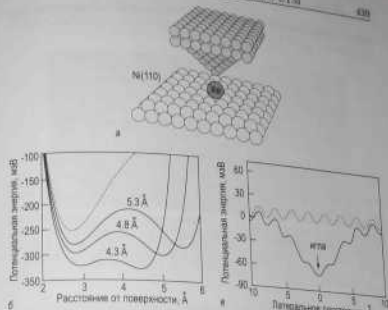 439
Ni(110)
Xe
а
Потенциальная энергия, мэВ
-100
-150
-200
-250
-300
-350
5.3 Å
4.8 Å
4.3 Å
2 3 4 5 6
Расстояние от поверхности, Å
б
Потенциальная энергия, мэВ
60
30
0
-30
-60
-90
игла
10 5 0 5
в